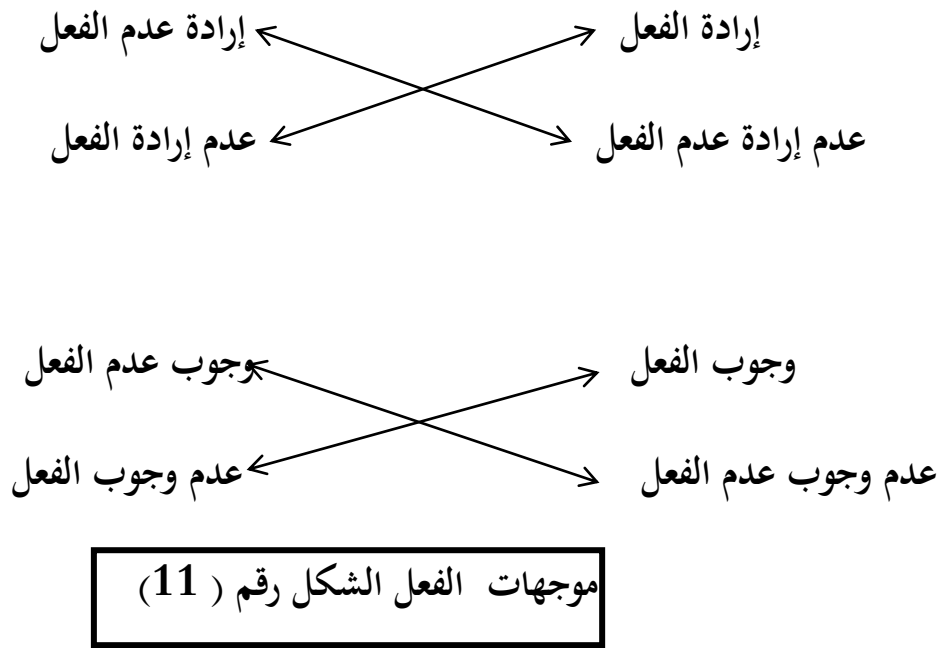 إرادة الفعل إرادة عدم الفعل
عدم إرادة عدم الفعل عدم إرادة الفعل
وجوب الفعل وجوب عدم الفعل
عدم وجوب عدم الفعل عدم وجوب الفعل
موجهات الفعل الشكل رقم ( 11)